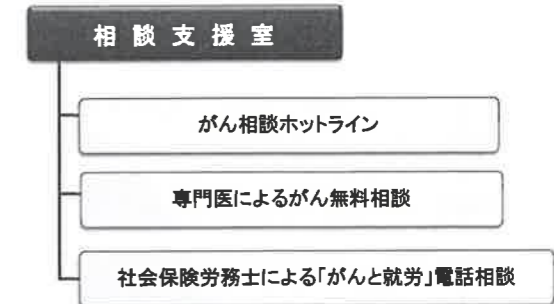 相談支援室
がん相談ホットライン
専門医によるがん無料相談
社会保険労務士による「がんと就労」電話相談